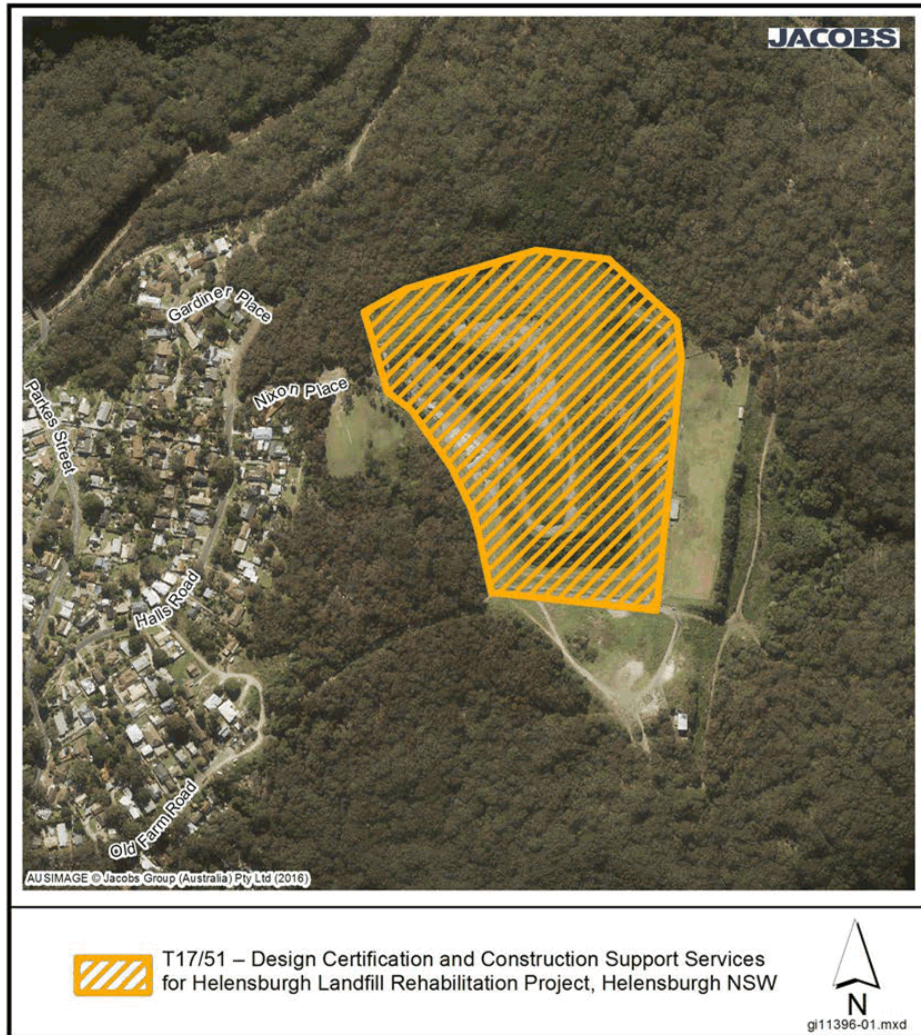 JACOBS
Gardiner Place
Nixon Place
Parkes Street
Halls Road
Old Farm Road
AUSIMAGE © Jacobs Group (Australia) Pty Ltd (2016)
T17/51 – Design Certification and Construction Support Services
for Helensburgh Landfill Rehabilitation Project, Helensburgh NSW
N
gi11396-01.mxd